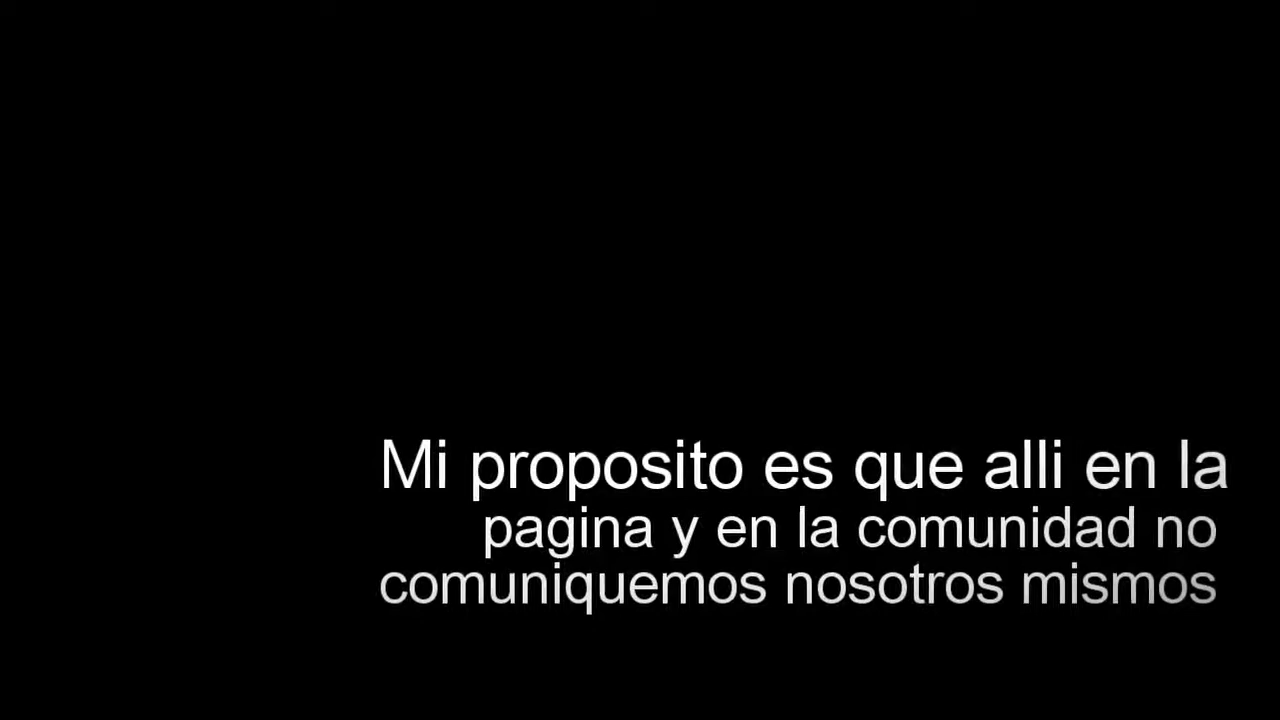 Mi proposito es que alli en la
pagina y en la comunidad no
comuniquemos nosotros mismos